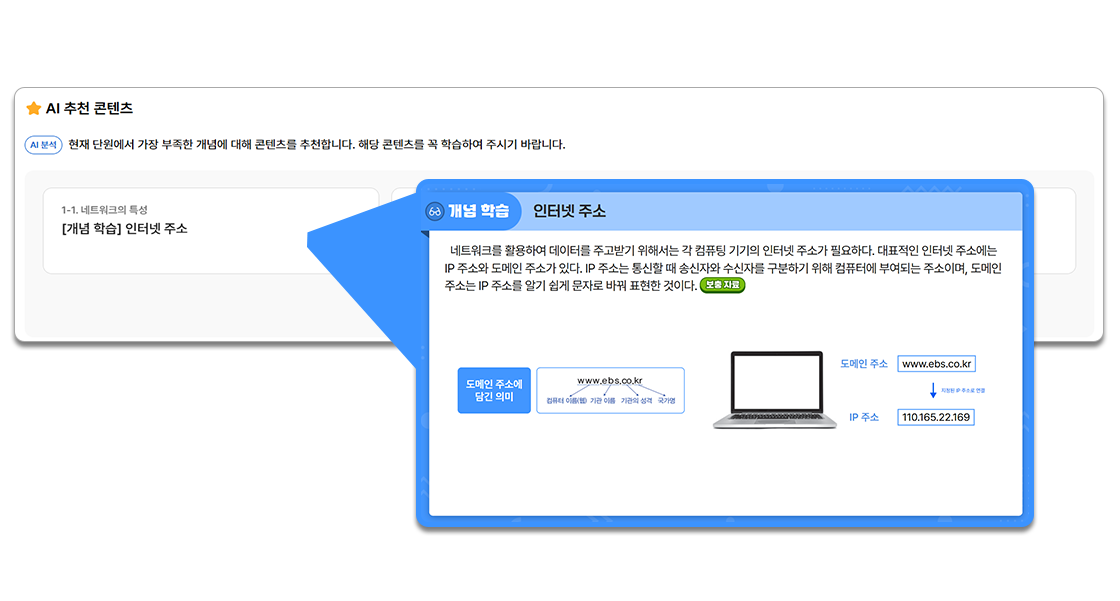 AI 추천 콘텐츠
AI 분석 현재 단원에서 가장 부족한 개념에 대해 콘텐츠를 추천합니다. 해당 콘텐츠를 꼭 학습하여 주시기 바랍니다.
1-1. 네트워크의 특성
[개념 학습] 인터넷 주소
개념 학습 인터넷 주소
네트워크를 활용하여 데이터를 주고받기 위해서는 각 컴퓨팅 기기의 인터넷 주소가 필요하다. 대표적인 인터넷 주소에는
IP 주소와 도메인 주소가 있다. IP 주소는 통신할 때 송신자와 수신자를 구분하기 위해 컴퓨터에 부여되는 주소이며, 도메인
주소는 IP 주소를 알기 쉽게 문자로 바꿔 표현한 것이다. 보충 자료
도메인 주소에
담긴 의미
www.ebs.co.kr
컴퓨터 이름(웹) 기관 이름 기관의 성격 국가명
도메인 주소 www.ebs.co.kr
지정된 IP 주소로 연결
IP 주소 110.165.22.169